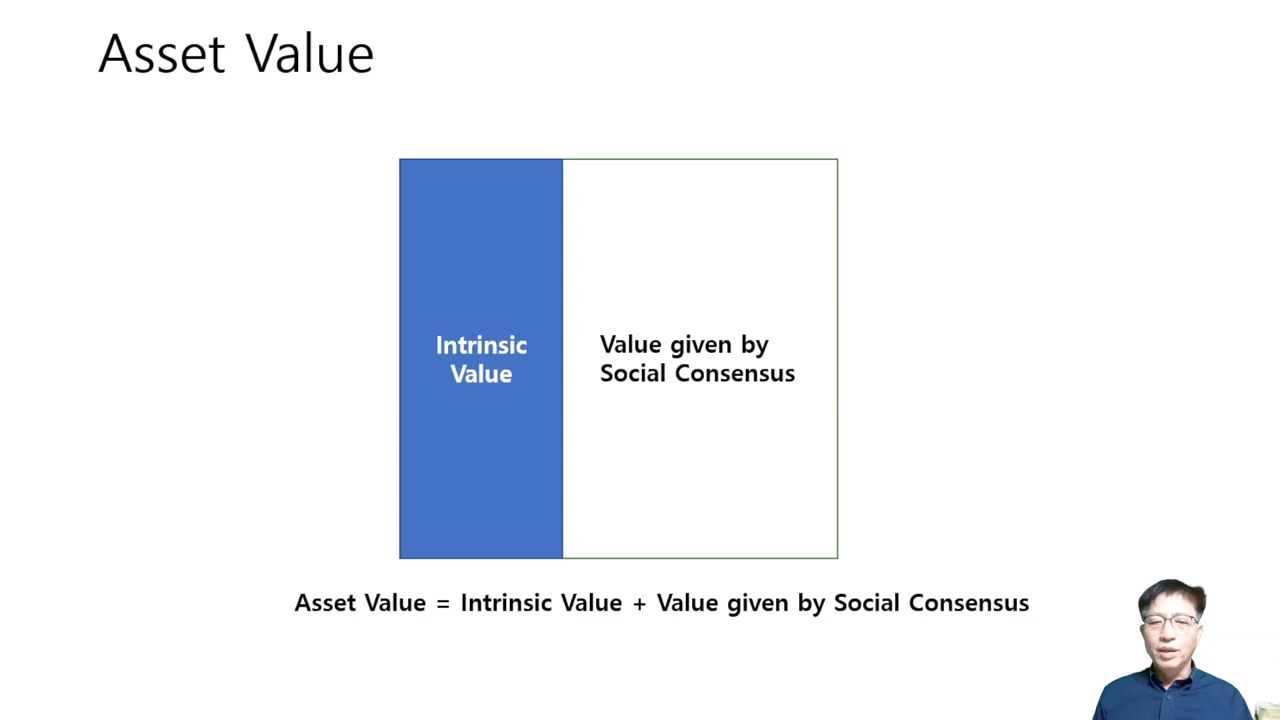 Asset Value
Intrinsic
Value
Value given by
Social Consensus
Asset Value = Intrinsic Value + Value given by Social Consensus